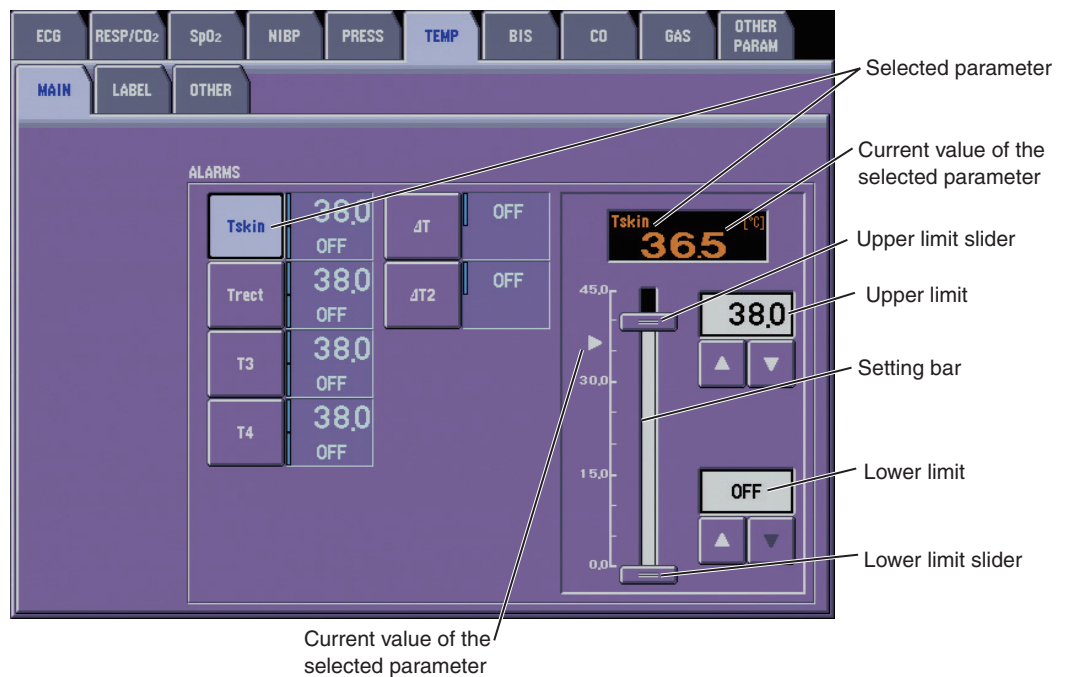 ECG RESP/CO2 SpO2 NIBP PRESS TEMP BIS CO GAS OTHER PARAM
MAIN LABEL OTHER
Selected parameter
Current value of the
selected parameter
ALARMS
Tskin 38.0 OFF
ΔT OFF
Trect 38.0 OFF
ΔT2 OFF
T3 38.0 OFF
T4 38.0 OFF
Tskin [°C]
36.5
Upper limit slider
45.0
30.0
15.0
0.0
38.0
Upper limit
Setting bar
OFF
Lower limit
Lower limit slider
Current value of the
selected parameter